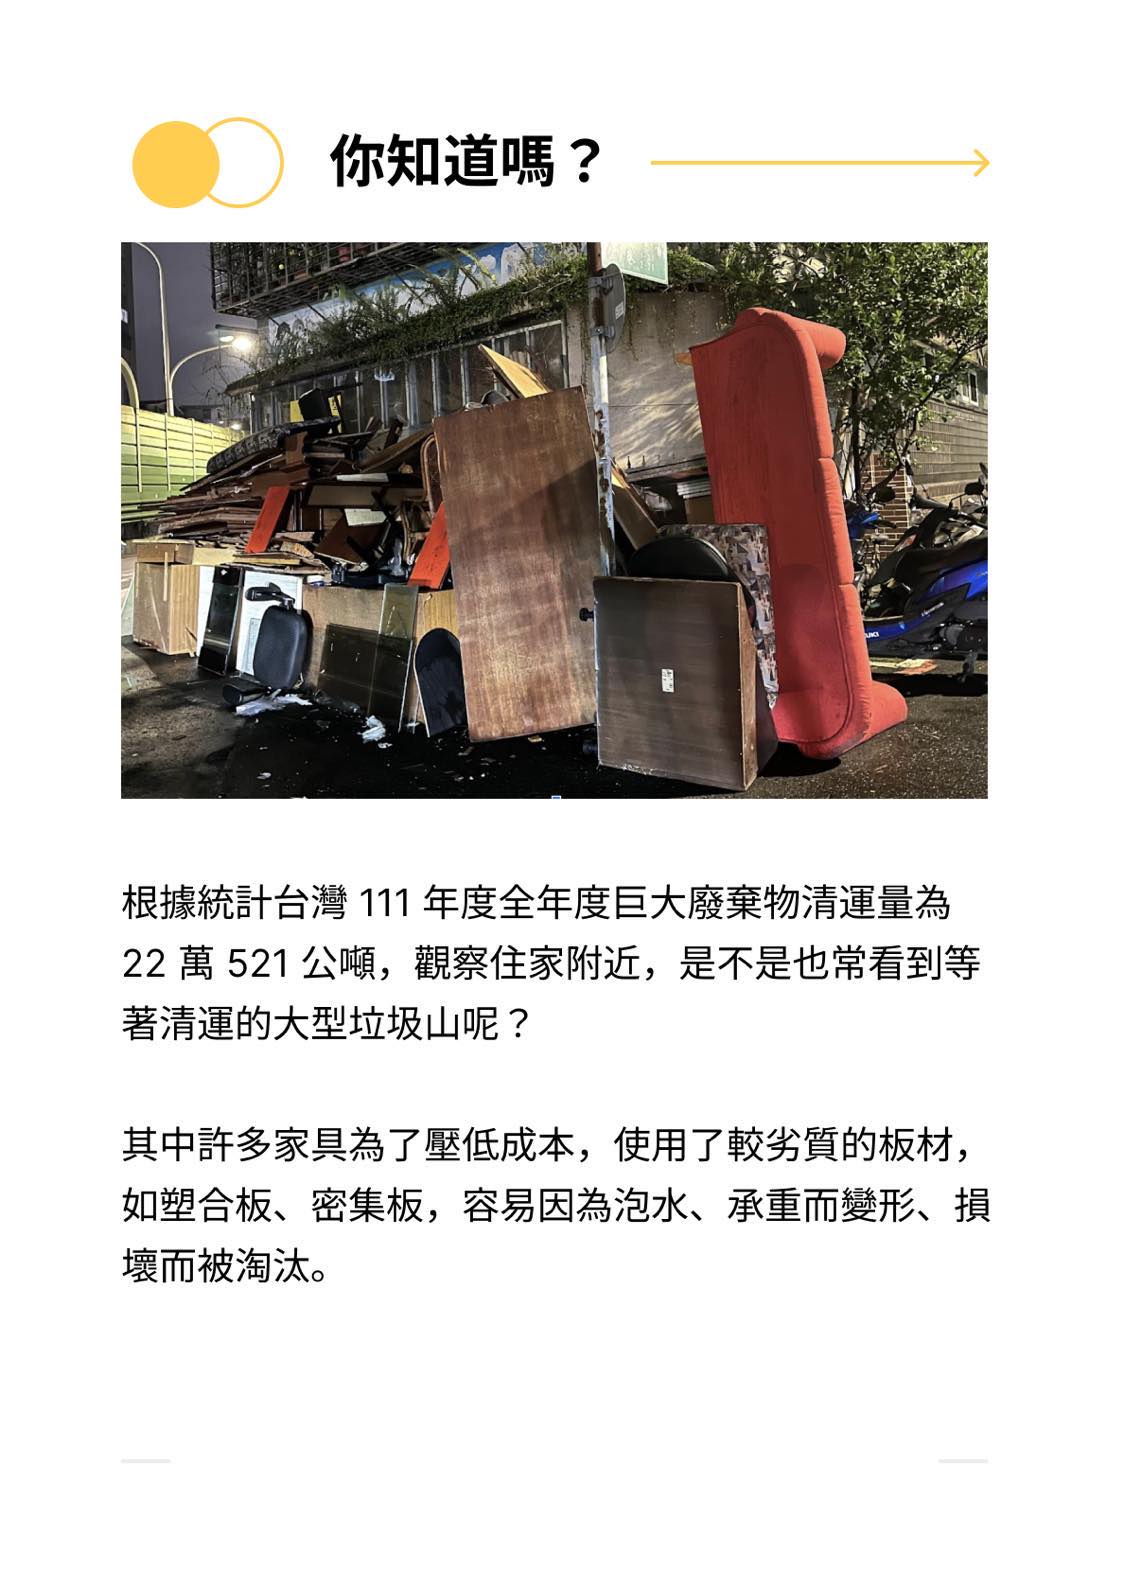 你知道嗎？
根據統計台灣 111 年度全年度巨大廢棄物清運量為
22 萬 521 公噸，觀察住家附近，是不是也常看到等
著清運的大型垃圾山呢？
其中許多家具為了壓低成本，使用了較劣質的板材，
如塑合板、密集板，容易因為泡水、承重而變形、損
壞而被淘汰。